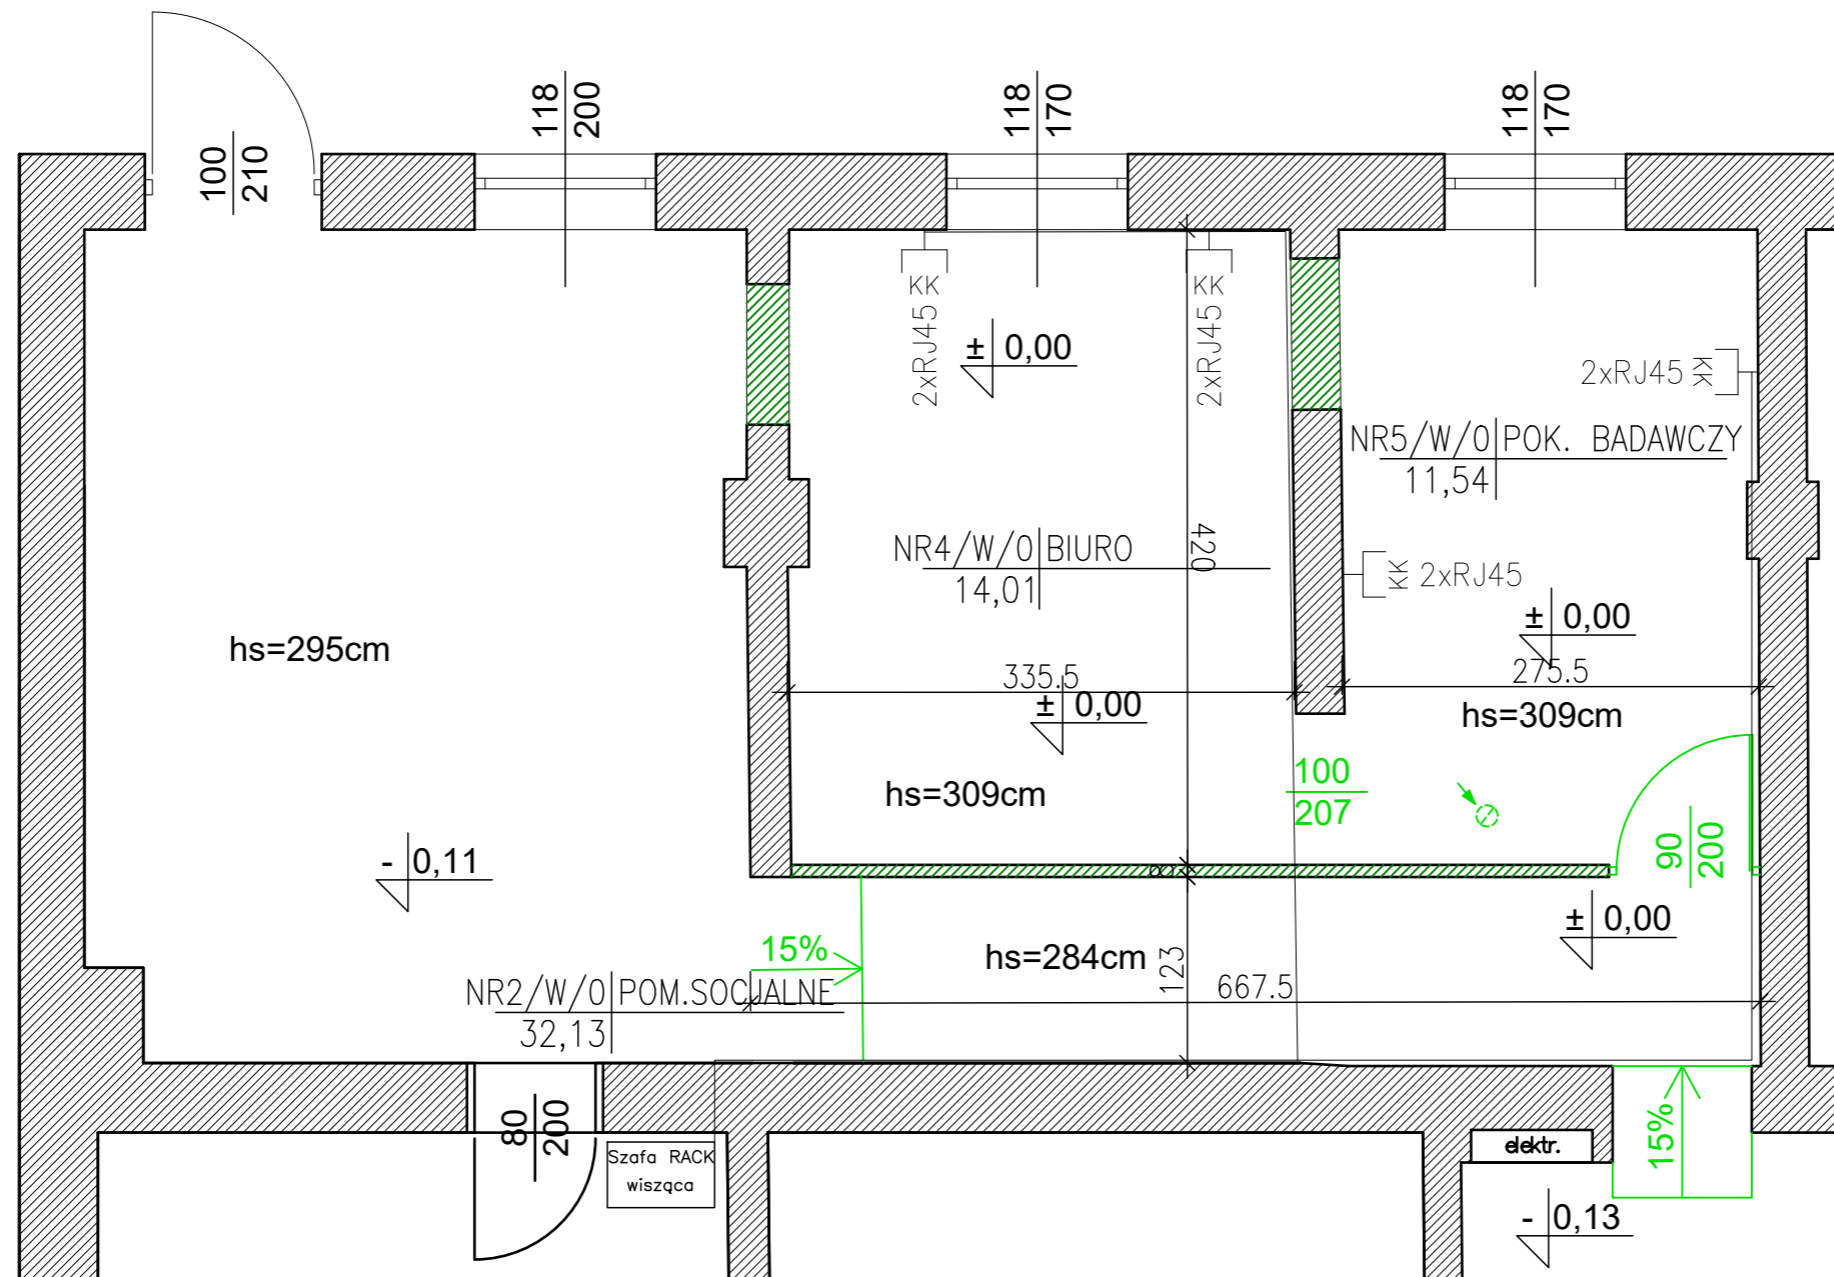 118
200
118
170
118
170
100
210
KK
2xRJ45
KK
2xRJ45
± 0,00
2xRJ45 KK
NR5/W/0 POK. BADAWCZY
11,54
NR4/W/0 BIURO
14,01
420
KK 2xRJ45
± 0,00
hs=295cm
335.5
275.5
± 0,00
hs=309cm
hs=309cm
100
207
90
200
- 0,11
± 0,00
15%
hs=284cm
123
667.5
NR2/W/0 POM.SOCJALNE
32,13
80
200
Szafa RACK
wisząca
elektr.
15%
- 0,13